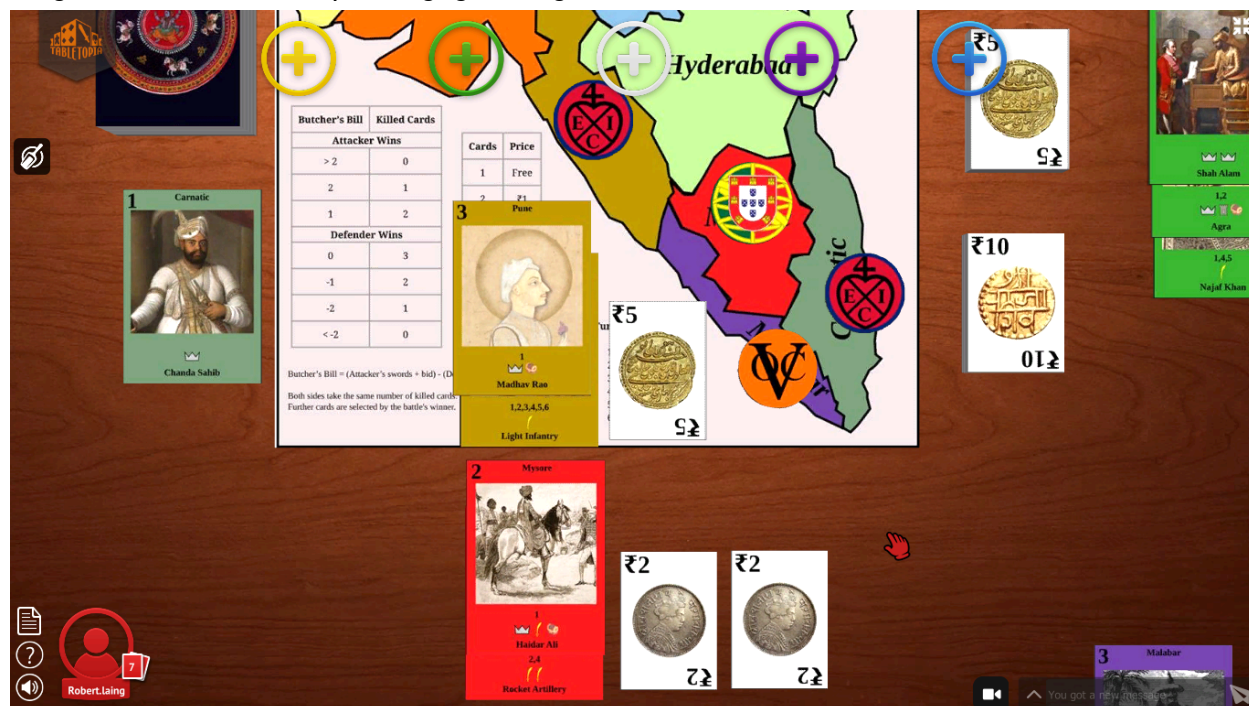 TABLETOPIA
Hyderabad
₹5
5₹
Shah Alam
1,2
Agra
1,4,5
Najaf Khan
₹10
10₹
Butcher's Bill Killed Cards
Attacker Wins
> 2 0
2 1
1 2
Defender Wins
0 3
-1 2
-2 1
< -2 0
Cards Price
1 Free
2 ₹1
E I C
E I C
VOC
Butcher's Bill = (Attacker's swords + bid) - (D
Both sides take the same number of killed cards.
Further cards are selected by the battle's winner.
1
Carnatic
Chanda Sahib
3
Pune
1
Madhav Rao
1,2,3,4,5,6
Light Infantry
₹5
5₹
2
Mysore
1
Haidar Ali
2,4
Rocket Artillery
₹2
2₹
₹2
2₹
3
Malabar
7
Robert.laing
?
You got a new message